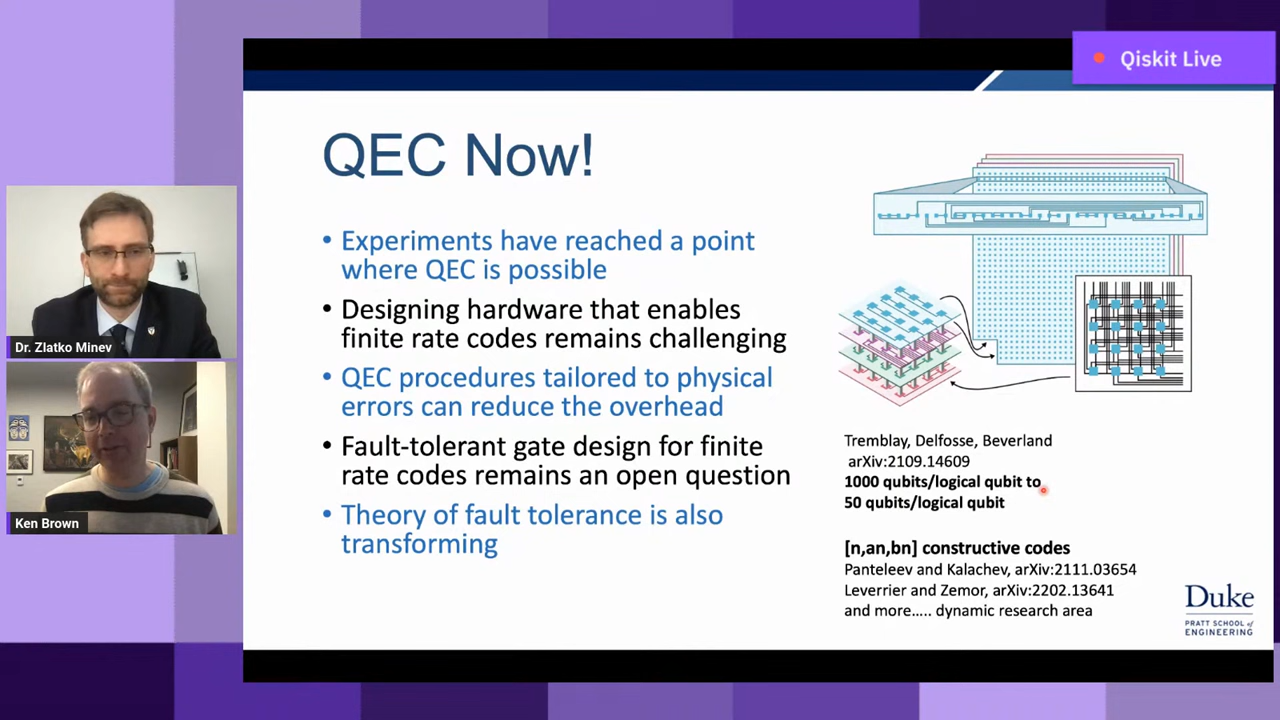 Qiskit Live
QEC Now!
• Experiments have reached a point
where QEC is possible
• Designing hardware that enables
finite rate codes remains challenging
• QEC procedures tailored to physical
errors can reduce the overhead
• Fault-tolerant gate design for finite
rate codes remains an open question
• Theory of fault tolerance is also
transforming
Tremblay, Delfosse, Beverland
arXiv:2109.14609
1000 qubits/logical qubit to
50 qubits/logical qubit
[n,an,bn] constructive codes
Panteleev and Kalachev, arXiv:2111.03654
Leverrier and Zemor, arXiv:2202.13641
and more..... dynamic research area
Duke
PRATT SCHOOL of
ENGINEERING
Dr. Zlatko Minev
Ken Brown